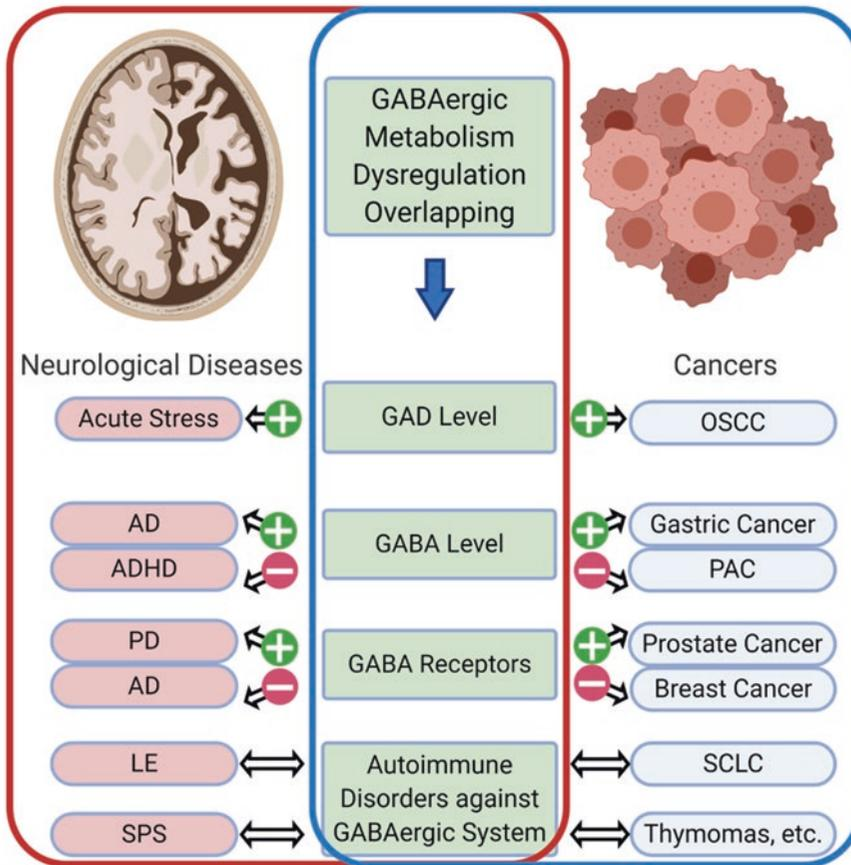 GABAergic
Metabolism
Dysregulation
Overlapping
Neurological Diseases
Cancers
Acute Stress
+
GAD Level
+
OSCC
AD
+
GABA Level
+
Gastric Cancer
ADHD
−
−
PAC
PD
+
GABA Receptors
+
Prostate Cancer
AD
−
−
Breast Cancer
LE
Autoimmune
Disorders against
GABAergic System
SCLC
SPS
Thymomas, etc.